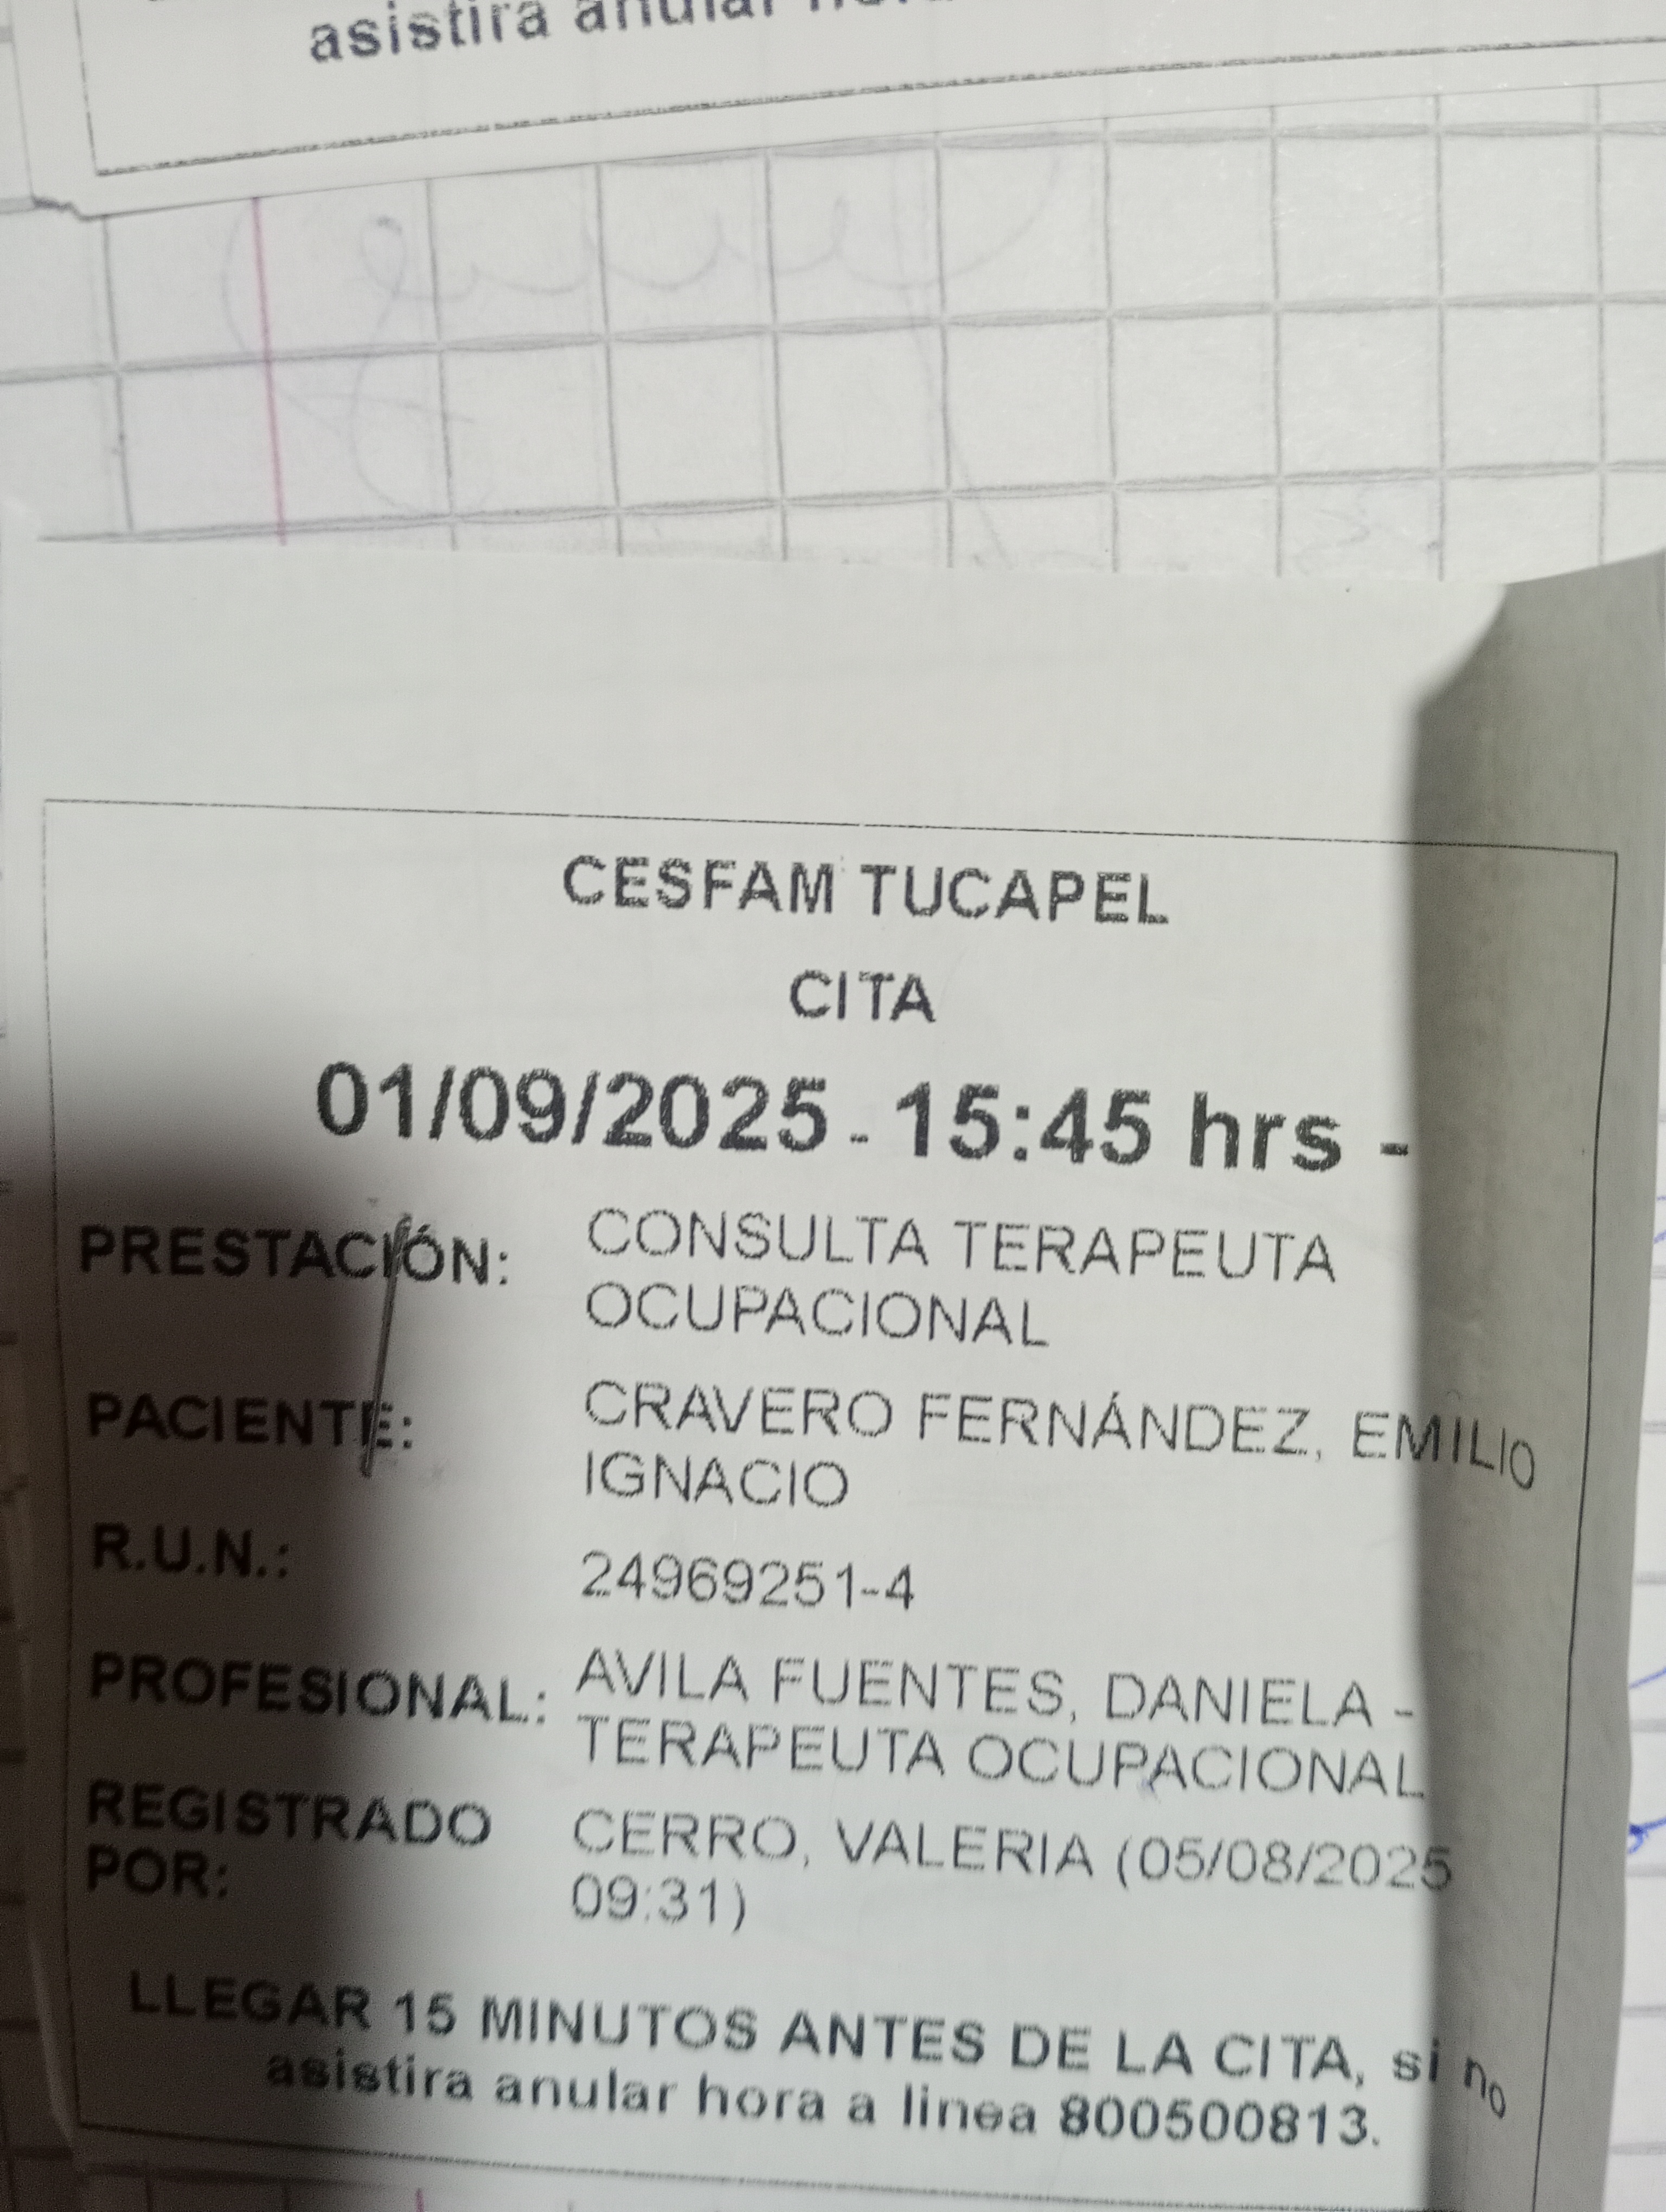 asistira anular
CESFAM TUCAPEL
CITA
01/09/2025 - 15:45 hrs -
PRESTACIÓN: CONSULTA TERAPEUTA
OCUPACIONAL
PACIENTE: CRAVERO FERNÁNDEZ, EMILIO
IGNACIO
R.U.N.: 24969251-4
PROFESIONAL: AVILA FUENTES, DANIELA -
TERAPEUTA OCUPACIONAL
REGISTRADO CERRO, VALERIA (05/08/2025
POR: 09:31)
LLEGAR 15 MINUTOS ANTES DE LA CITA, si no
asistira anular hora a linea 800500813.